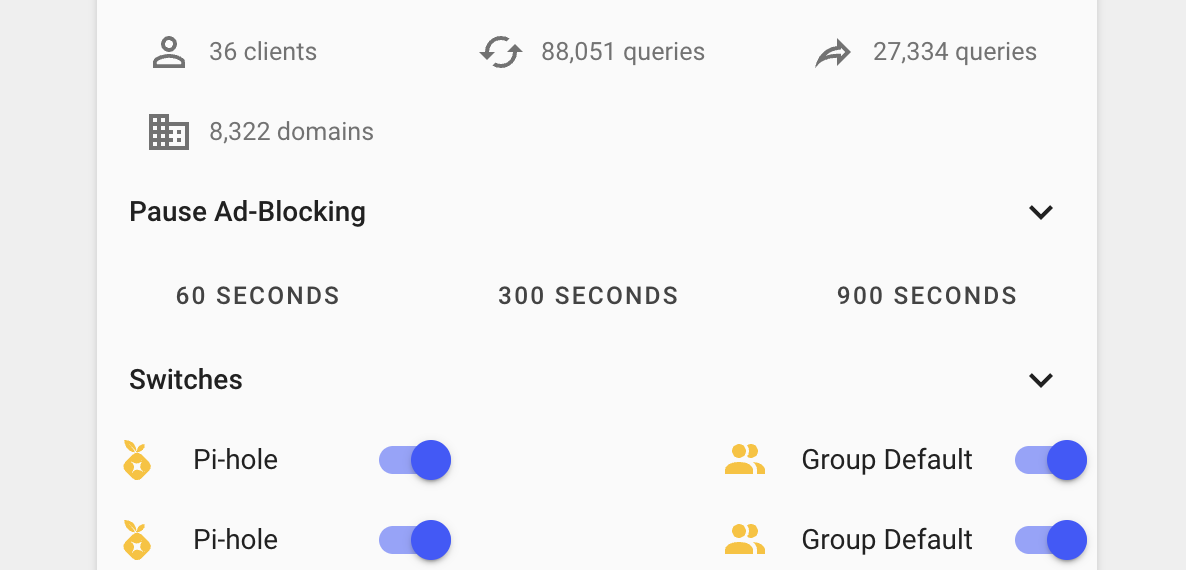 36 clients 88,051 queries 27,334 queries
8,322 domains
Pause Ad-Blocking
60 SECONDS 300 SECONDS 900 SECONDS
Switches
Pi-hole Group Default
Pi-hole Group Default